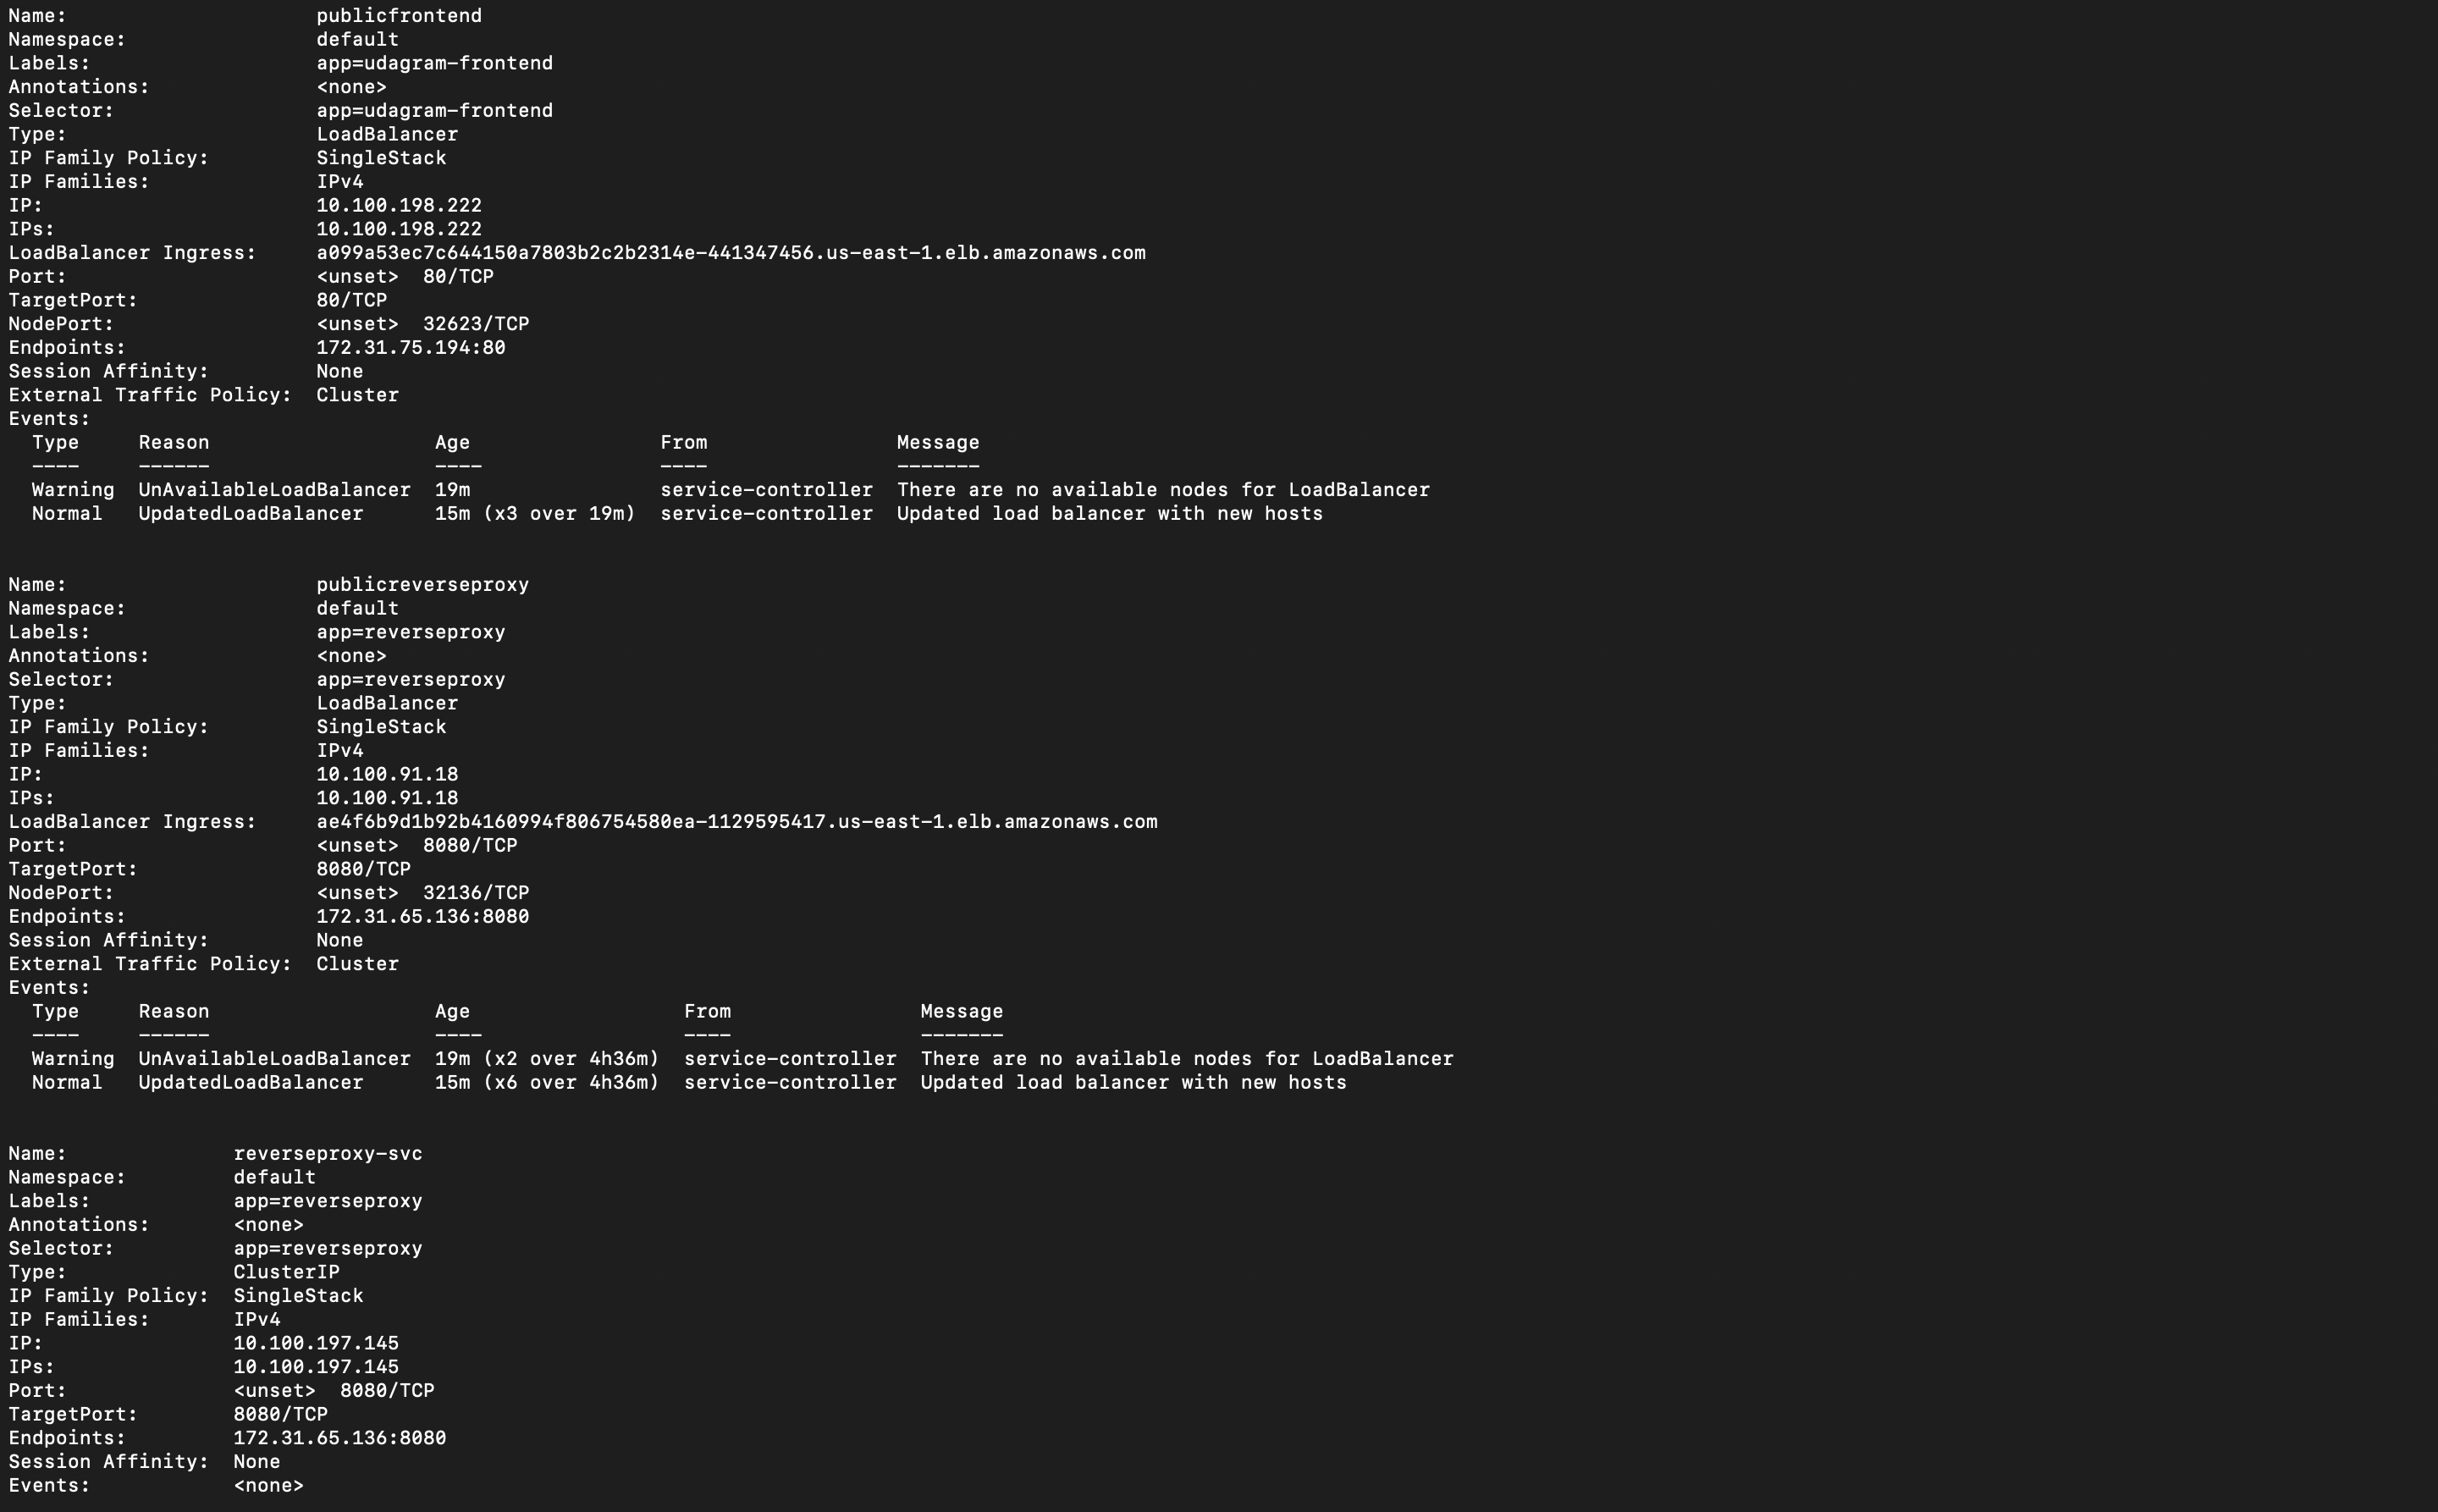 Name:                     publicfrontend
Namespace:                default
Labels:                   app=udagram-frontend
Annotations:              <none>
Selector:                 app=udagram-frontend
Type:                     LoadBalancer
IP Family Policy:         SingleStack
IP Families:              IPv4
IP:                       10.100.198.222
IPs:                      10.100.198.222
LoadBalancer Ingress:     a099a53ec7c644150a7803b2c2b2314e-441347456.us-east-1.elb.amazonaws.com
Port:                     <unset>  80/TCP
TargetPort:               80/TCP
NodePort:                 <unset>  32623/TCP
Endpoints:                172.31.75.194:80
Session Affinity:         None
External Traffic Policy:  Cluster
Events:
  Type     Reason                   Age                From                Message
  ----     ------                   ----               ----                -------
  Warning  UnAvailableLoadBalancer  19m                service-controller  There are no available nodes for LoadBalancer
  Normal   UpdatedLoadBalancer      15m (x3 over 19m)  service-controller  Updated load balancer with new hosts
Name:                     publicreverseproxy
Namespace:                default
Labels:                   app=reverseproxy
Annotations:              <none>
Selector:                 app=reverseproxy
Type:                     LoadBalancer
IP Family Policy:         SingleStack
IP Families:              IPv4
IP:                       10.100.91.18
IPs:                      10.100.91.18
LoadBalancer Ingress:     ae4f6b9d1b92b4160994f806754580ea-1129595417.us-east-1.elb.amazonaws.com
Port:                     <unset>  8080/TCP
TargetPort:               8080/TCP
NodePort:                 <unset>  32136/TCP
Endpoints:                172.31.65.136:8080
Session Affinity:         None
External Traffic Policy:  Cluster
Events:
  Type     Reason                   Age                  From                Message
  ----     ------                   ----                 ----                -------
  Warning  UnAvailableLoadBalancer  19m (x2 over 4h36m)  service-controller  There are no available nodes for LoadBalancer
  Normal   UpdatedLoadBalancer      15m (x6 over 4h36m)  service-controller  Updated load balancer with new hosts
Name:              reverseproxy-svc
Namespace:         default
Labels:            app=reverseproxy
Annotations:       <none>
Selector:          app=reverseproxy
Type:              ClusterIP
IP Family Policy:  SingleStack
IP Families:       IPv4
IP:                10.100.197.145
IPs:               10.100.197.145
Port:              <unset>  8080/TCP
TargetPort:        8080/TCP
Endpoints:         172.31.65.136:8080
Session Affinity:  None
Events:            <none>